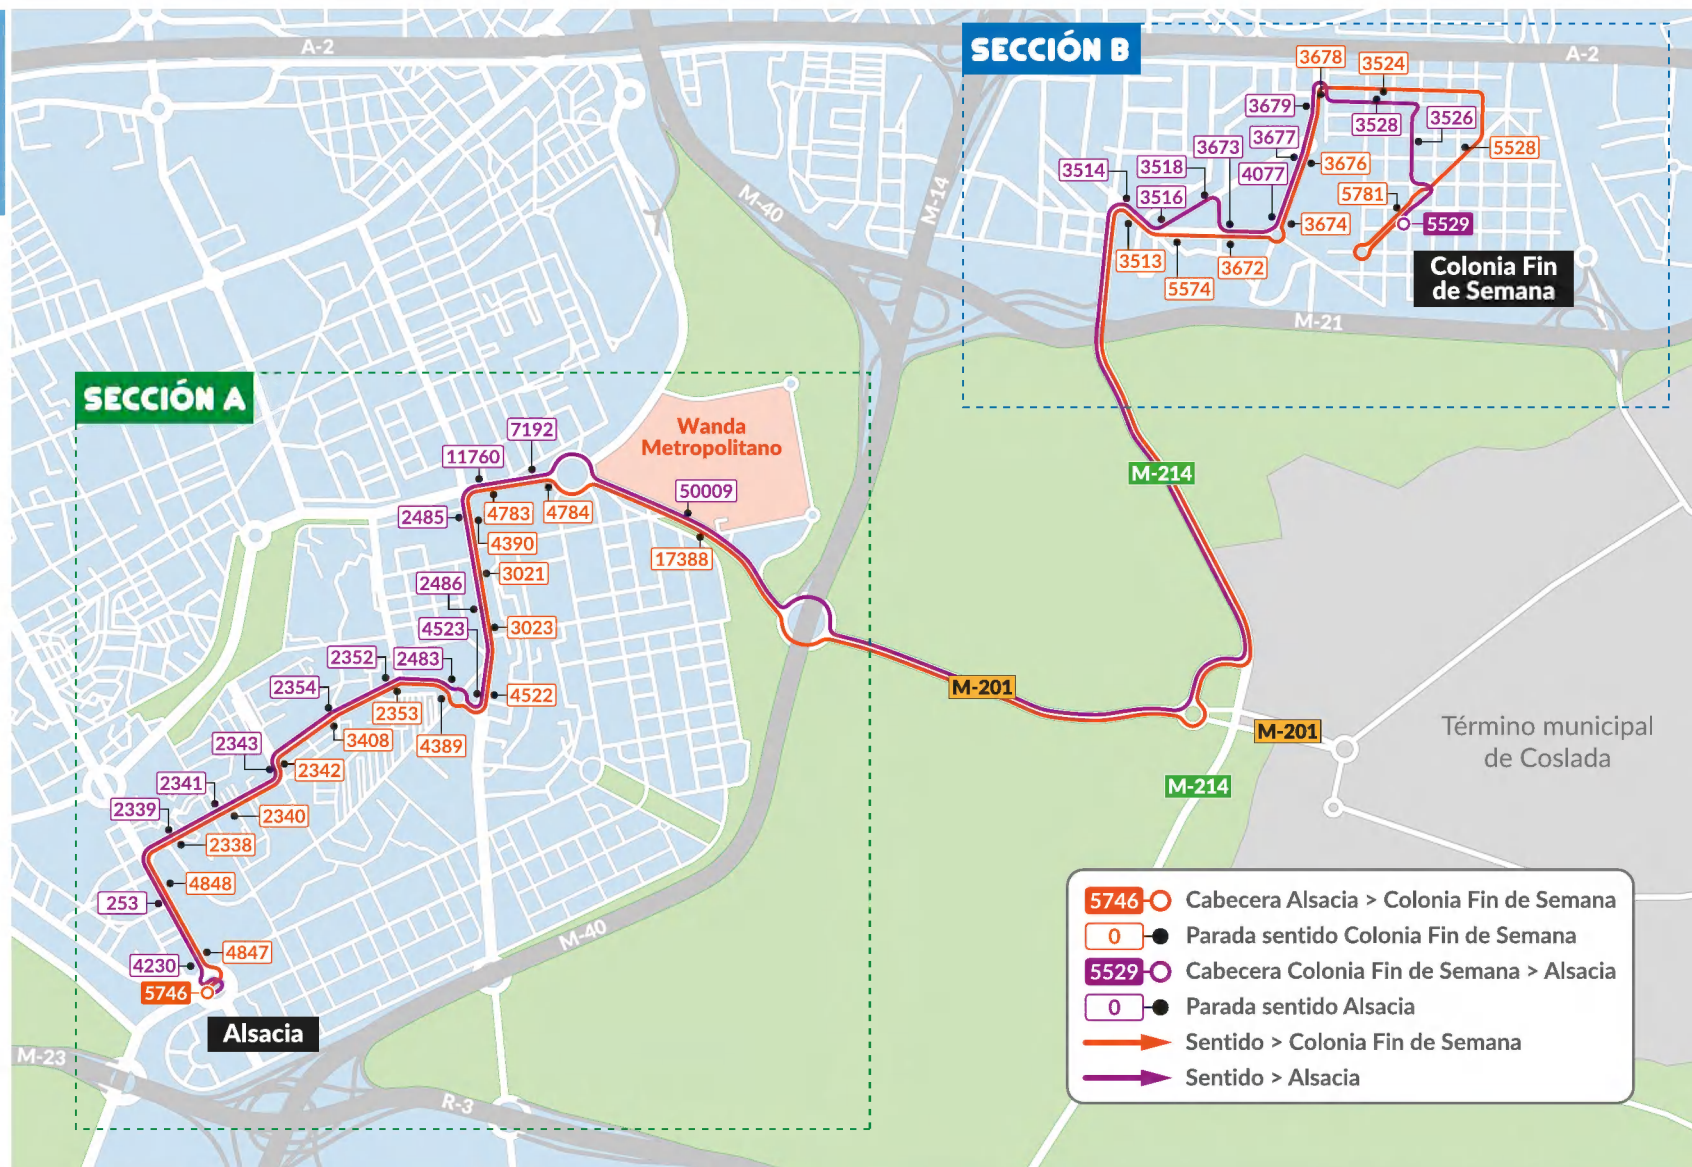 A-2
SECCIÓN B
A-2
3678
3524
3679
3528
3526
3677
3673
5528
3514
3518
3676
4077
3516
5781
3674
5529
3513
3672
5574
Colonia Fin
de Semana
M-40
M-14
M-21
SECCIÓN A
Wanda
Metropolitano
7192
11760
M-214
50009
2485
4783
4784
4390
17388
3021
2486
3023
4523
2352
2483
2354
4522
M-201
2353
3408
4389
M-201
Término municipal
de Coslada
2343
2342
2341
M-214
2339
2340
2338
4848
253
4847
4230
5746
Alsacia
M-40
M-23
R-3
5746 Cabecera Alsacia > Colonia Fin de Semana
0 Parada sentido Colonia Fin de Semana
5529 Cabecera Colonia Fin de Semana > Alsacia
0 Parada sentido Alsacia
Sentido > Colonia Fin de Semana
Sentido > Alsacia